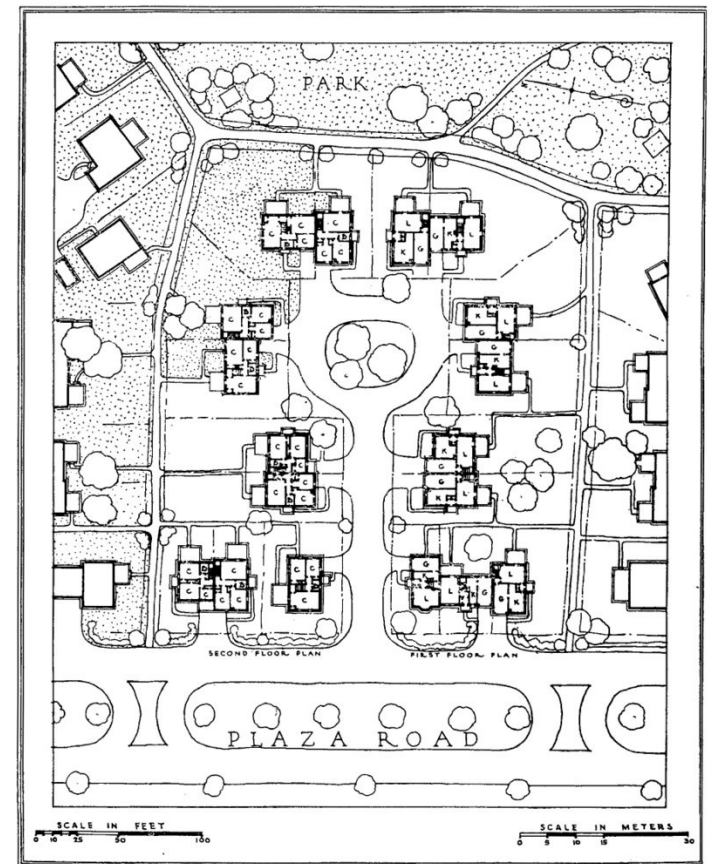 PARK
SECOND FLOOR PLAN
FIRST FLOOR PLAN
PLAZA ROAD
SCALE IN FEET
0 10 25 50 100
SCALE IN METERS
0 5 10 15 30